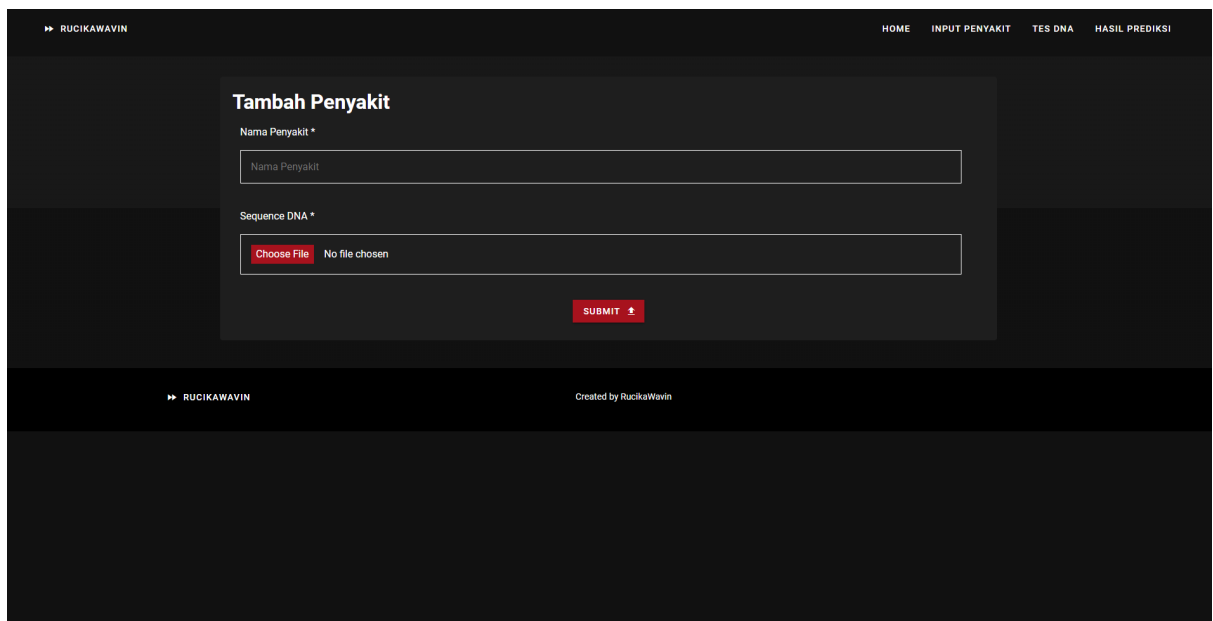 RUCIKAWAVIN HOME INPUT PENYAKIT TES DNA HASIL PREDIKSI
Tambah Penyakit
Nama Penyakit *
Nama Penyakit
Sequence DNA *
Choose File No file chosen
SUBMIT
RUCIKAWAVIN Created by RucikaWavin